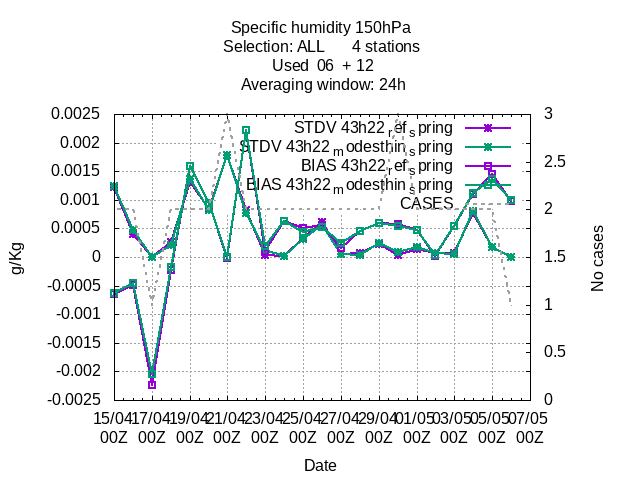 Specific humidity 150hPa
Selection: ALL 4 stations
Used 06 + 12
Averaging window: 24h
0.0025
0.002
0.0015
0.001
0.0005
0
-0.0005
-0.001
-0.0015
-0.002
-0.0025
g/Kg
STDV 43h22refspring
STDV 43h22modesthinspring
BIAS 43h22refspring
BIAS 43h22modesthinspring
CASES
3
2.5
2
1.5
1
0.5
0
No cases
15/04 17/04 19/04 21/04 23/04 25/04 27/04 29/04 01/05 03/05 05/05 07/05
00Z 00Z 00Z 00Z 00Z 00Z 00Z 00Z 00Z 00Z 00Z 00Z
Date